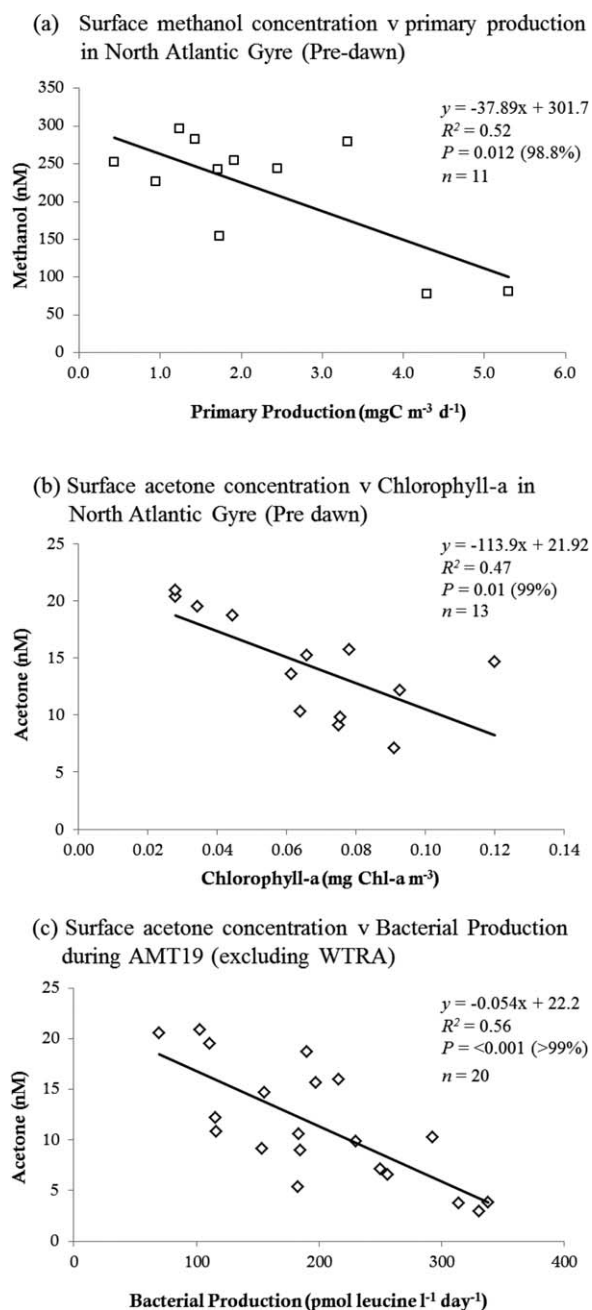 (a) Surface methanol concentration v primary production
in North Atlantic Gyre (Pre-dawn)
350
300
250
200
150
100
50
0
Methanol (nM)
y = -37.89x + 301.7
R² = 0.52
P = 0.012 (98.8%)
n = 11
0.0 1.0 2.0 3.0 4.0 5.0 6.0
Primary Production (mgC m⁻³ d⁻¹)
(b) Surface acetone concentration v Chlorophyll-a in
North Atlantic Gyre (Pre dawn)
25
20
15
10
5
0
Acetone (nM)
y = -113.9x + 21.92
R² = 0.47
P = 0.01 (99%)
n = 13
0.00 0.02 0.04 0.06 0.08 0.10 0.12 0.14
Chlorophyll-a (mg Chl-a m⁻³)
(c) Surface acetone concentration v Bacterial Production
during AMT19 (excluding WTRA)
25
20
15
10
5
0
Acetone (nM)
y = -0.054x + 22.2
R² = 0.56
P = <0.001 (>99%)
n = 20
0 100 200 300 400
Bacterial Production (pmol leucine l⁻¹ day⁻¹)